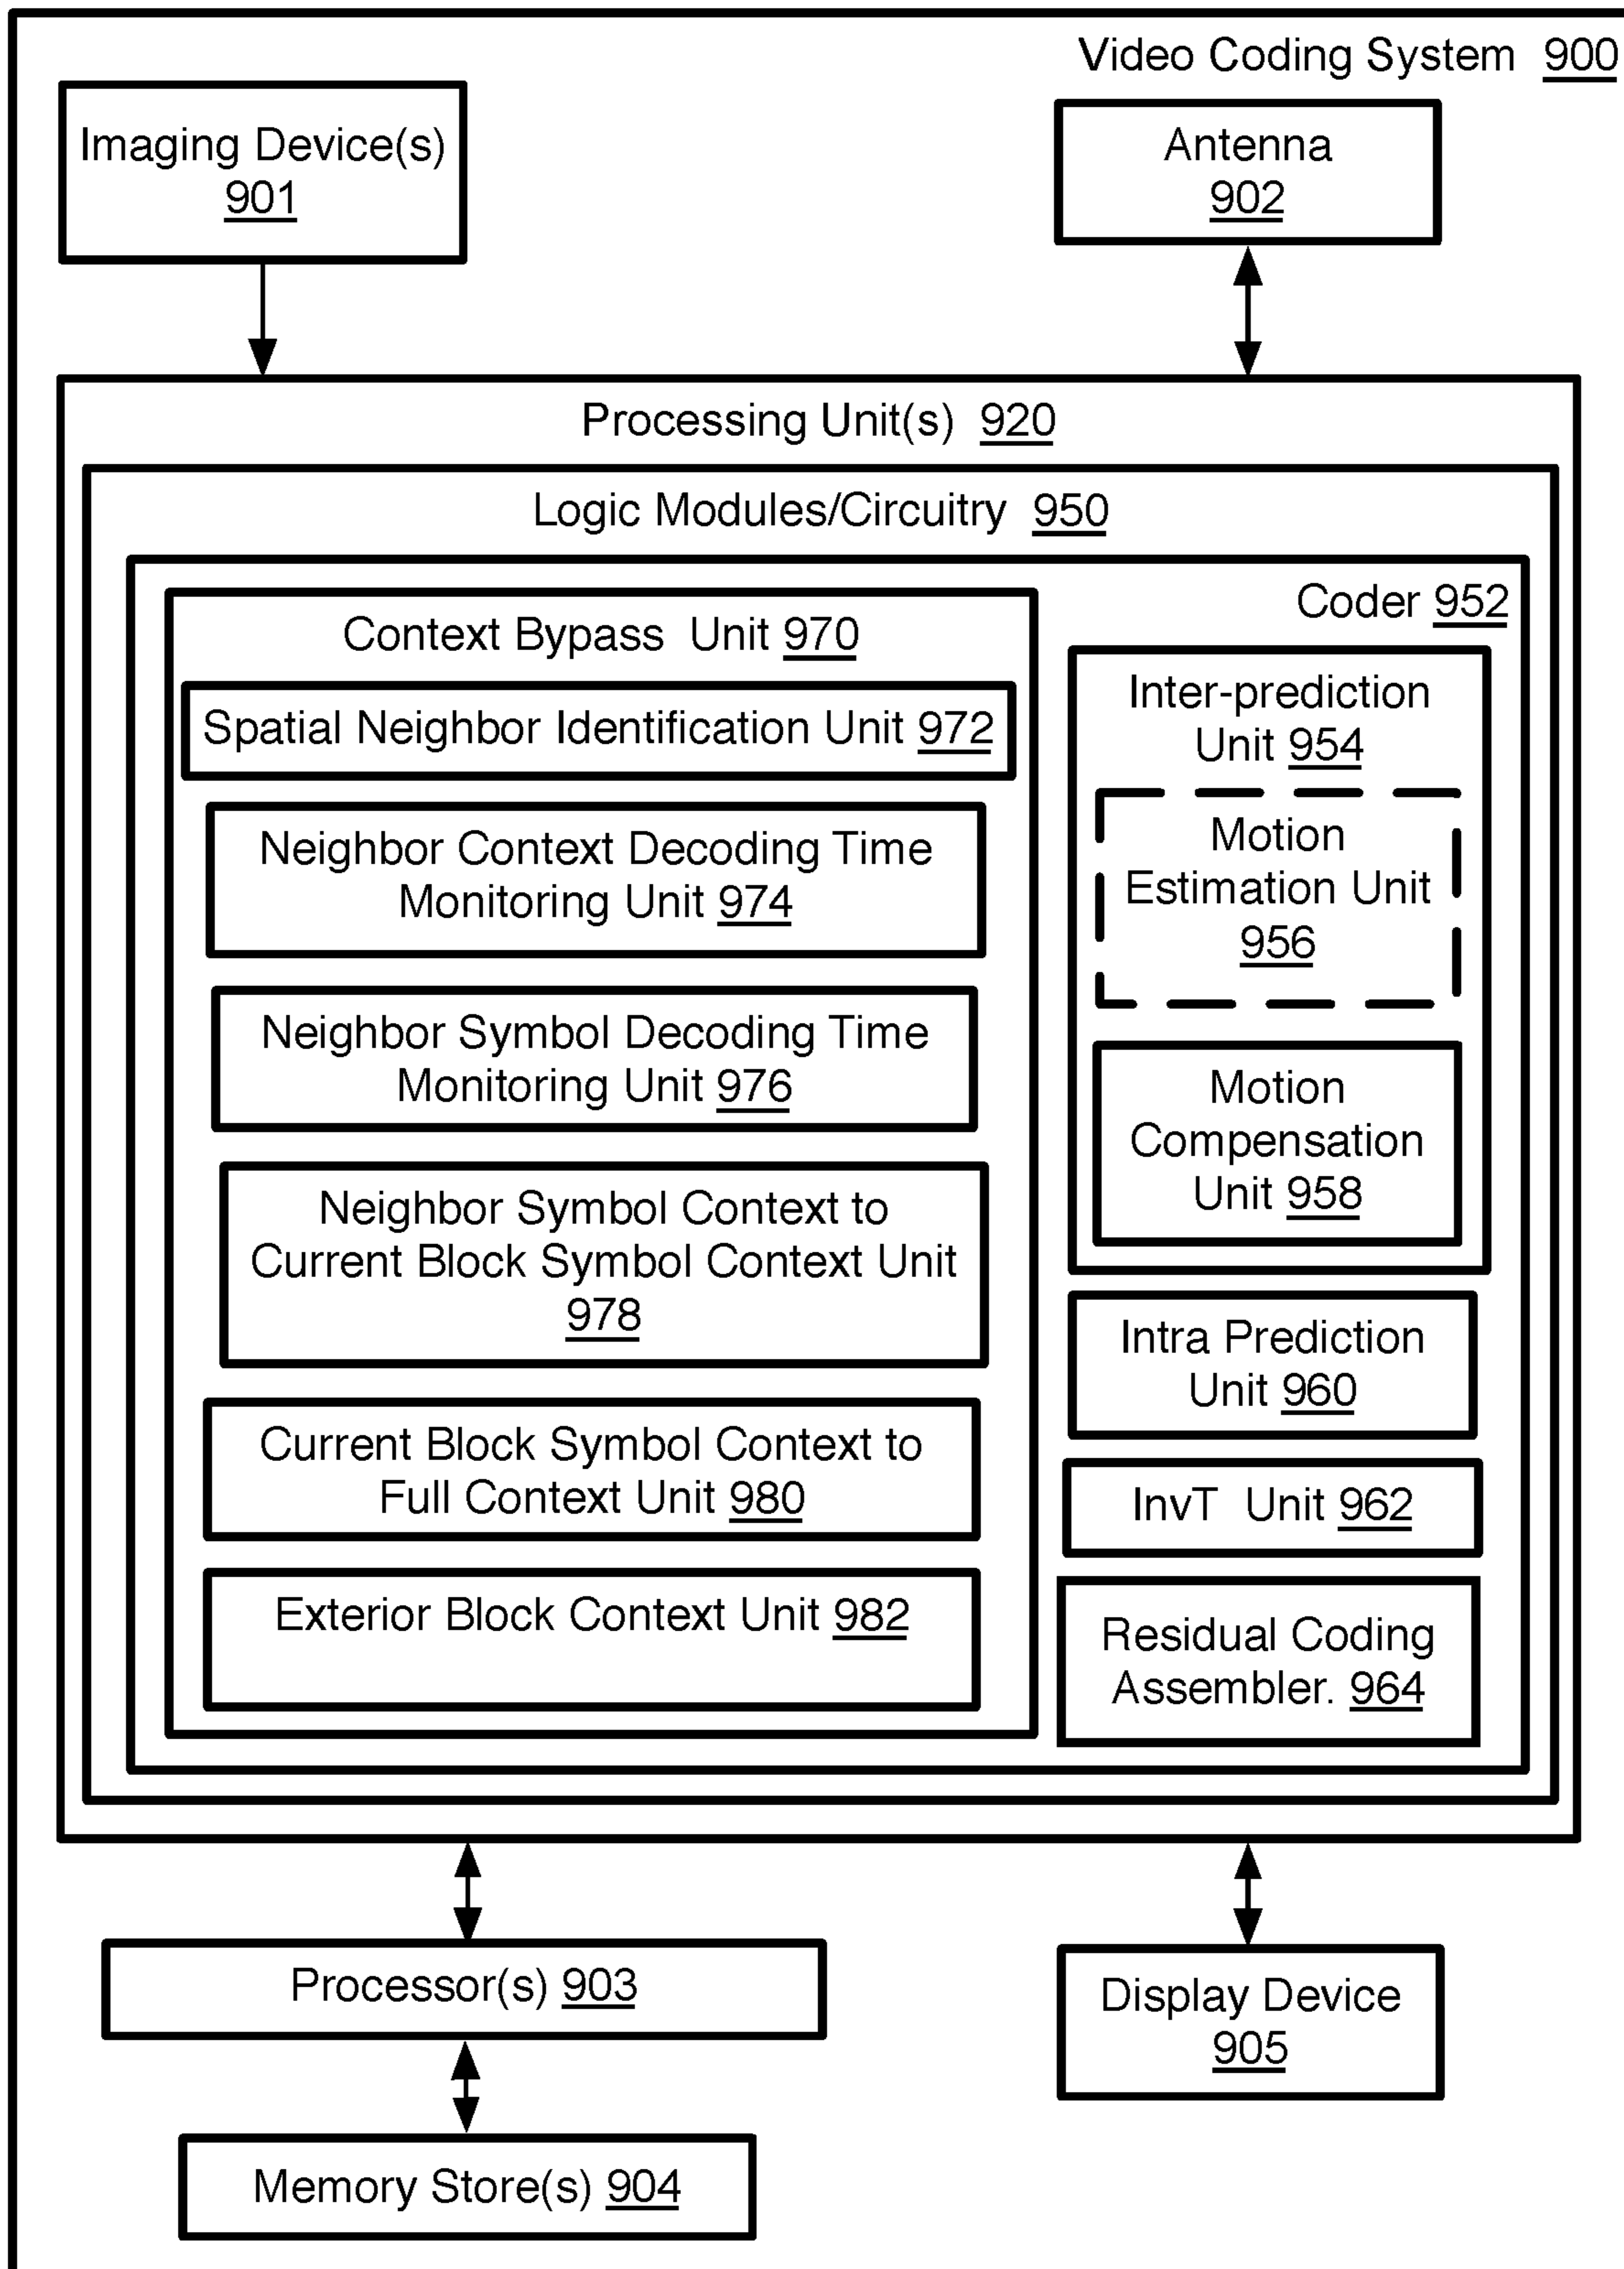 Video Coding System 900
Imaging Device(s)
901
Antenna
902
Processing Unit(s) 920
Logic Modules/Circuitry 950
Coder 952
Context Bypass Unit 970
Spatial Neighbor Identification Unit 972
Neighbor Context Decoding Time
Monitoring Unit 974
Neighbor Symbol Decoding Time
Monitoring Unit 976
Neighbor Symbol Context to
Current Block Symbol Context Unit
978
Current Block Symbol Context to
Full Context Unit 980
Exterior Block Context Unit 982
Inter-prediction
Unit 954
Motion
Estimation Unit
956
Motion
Compensation
Unit 958
Intra Prediction
Unit 960
InvT Unit 962
Residual Coding
Assembler. 964
Processor(s) 903
Display Device
905
Memory Store(s) 904